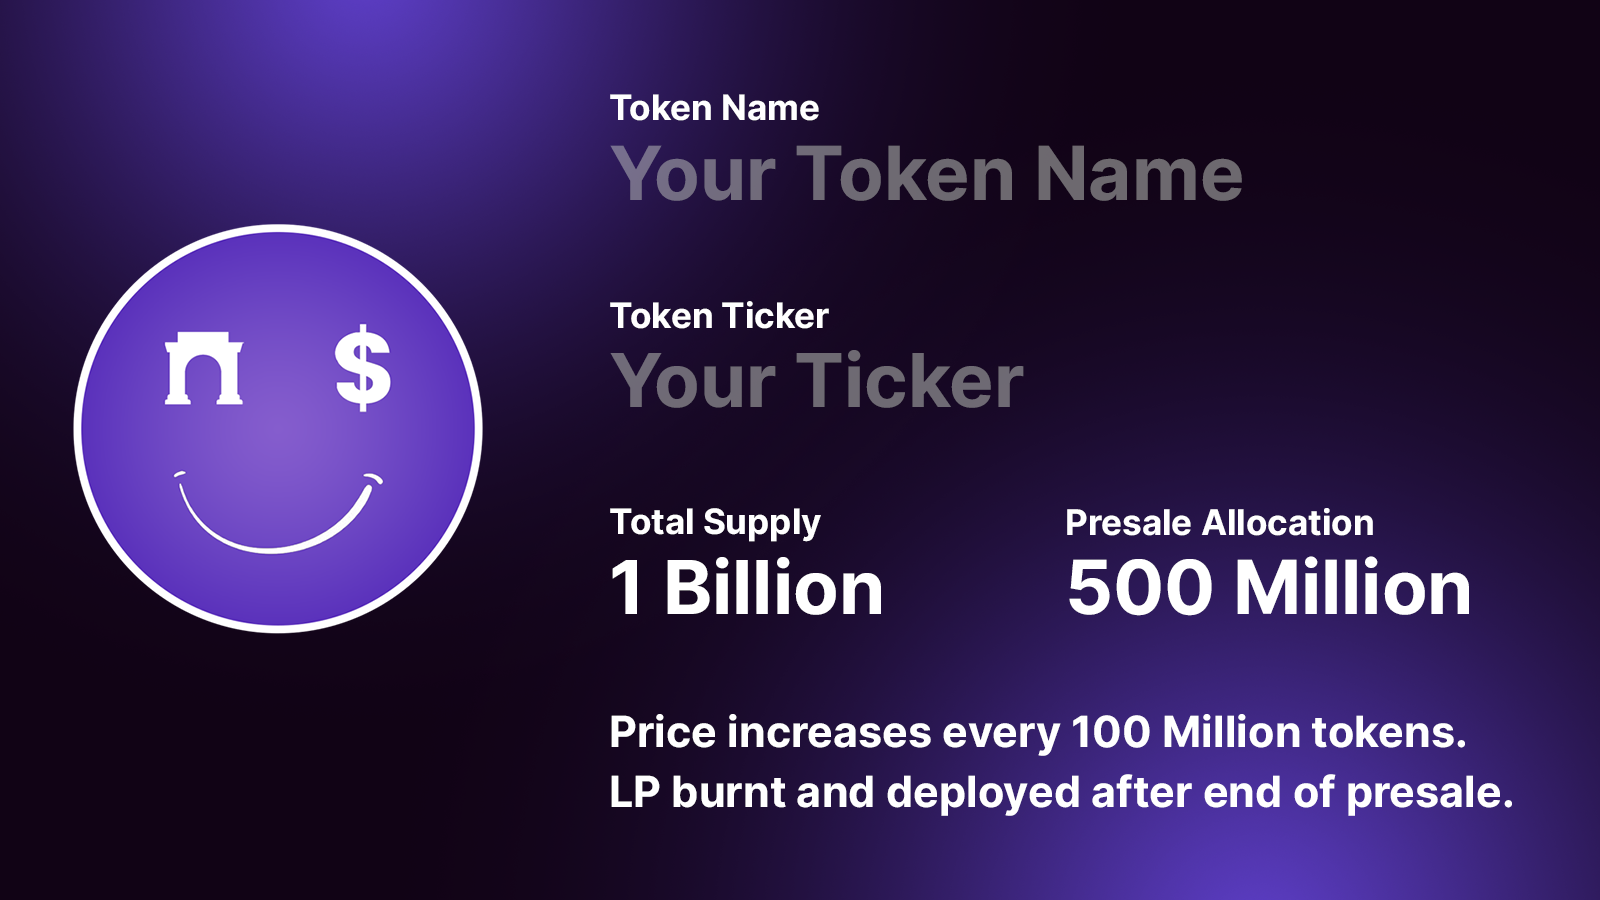 Token Name
Your Token Name
Token Ticker
Your Ticker
Total Supply
1 Billion
Presale Allocation
500 Million
Price increases every 100 Million tokens.
LP burnt and deployed after end of presale.
$